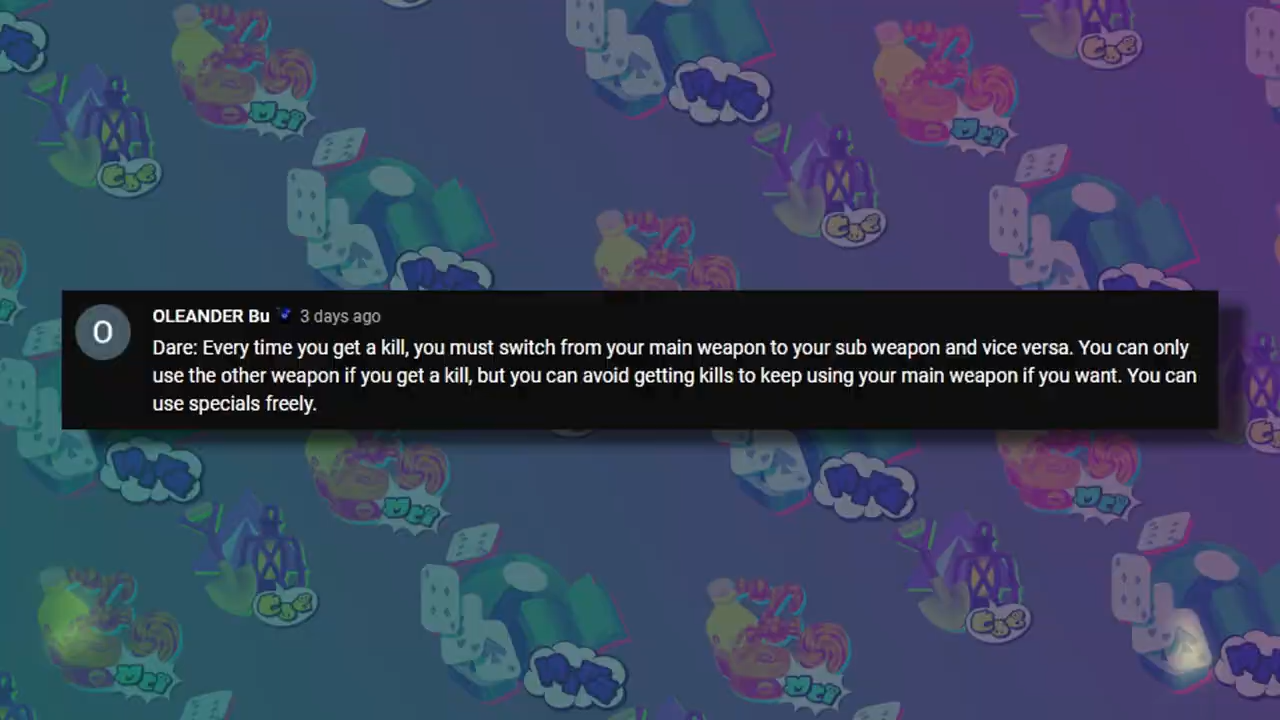 O
OLEANDER Bu 3 days ago
Dare: Every time you get a kill, you must switch from your main weapon to your sub weapon and vice versa. You can only
use the other weapon if you get a kill, but you can avoid getting kills to keep using your main weapon if you want. You can
use specials freely.